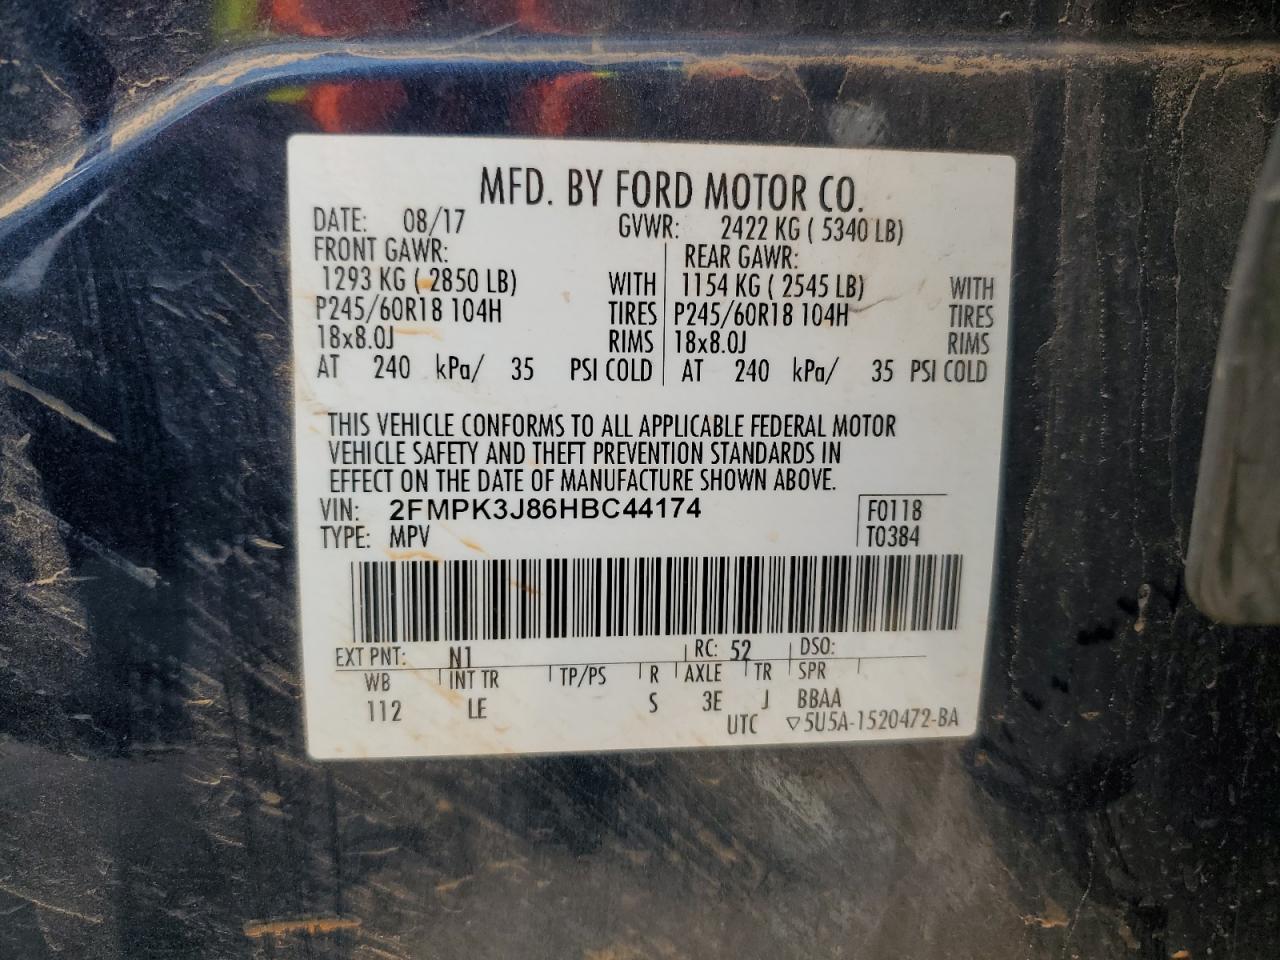 MFD. BY FORD MOTOR CO.
DATE: 08/17 GVWR: 2422 KG ( 5340 LB)
FRONT GAWR: REAR GAWR:
1293 KG ( 2850 LB) WITH 1154 KG ( 2545 LB) WITH
P245/60R18 104H TIRES P245/60R18 104H TIRES
18x8.0J RIMS 18x8.0J RIMS
AT 240 kPa/ 35 PSI COLD AT 240 kPa/ 35 PSI COLD
THIS VEHICLE CONFORMS TO ALL APPLICABLE FEDERAL MOTOR
VEHICLE SAFETY AND THEFT PREVENTION STANDARDS IN
EFFECT ON THE DATE OF MANUFACTURE SHOWN ABOVE.
VIN: 2FMPK3J86HBC44174 F0118
TYPE: MPV T0384
EXT PNT: N1 RC: 52 DSO:
WB INT TR TP/PS R AXLE TR SPR
112 LE S 3E J BBAA
UTC ▽5U5A-1520472-BA